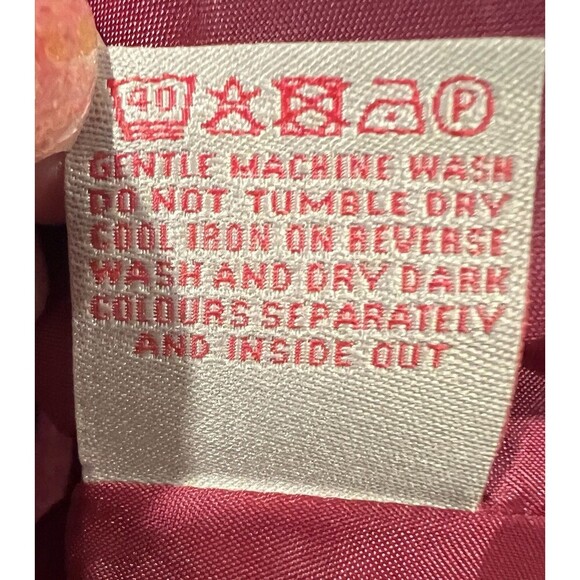 40 P
GENTLE MACHINE WASH
DO NOT TUMBLE DRY
COOL IRON ON REVERSE
WASH AND DRY DARK
COLOURS SEPARATELY
AND INSIDE OUT